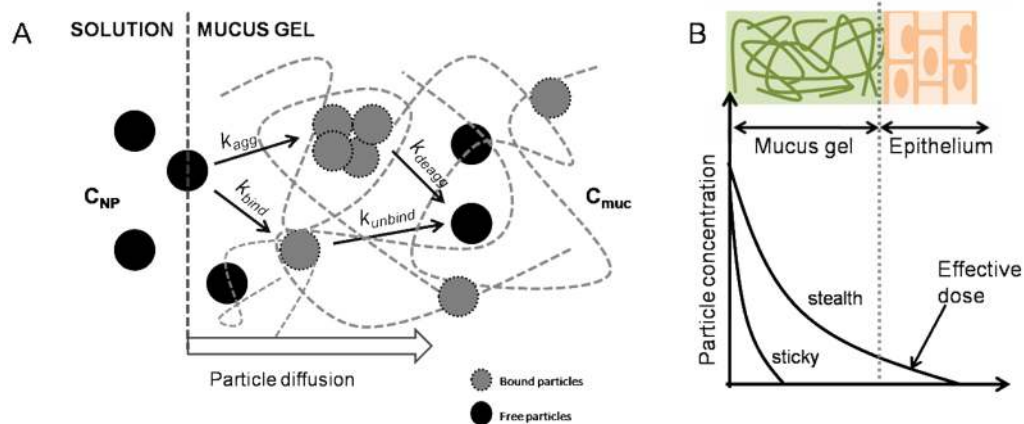 A
SOLUTION
MUCUS GEL
k_agg
k_deagg
k_bind
k_unbind
C_NP
C_muc
Particle diffusion
Bound particles
Free particles
B
Mucus gel
Epithelium
Particle concentration
stealth
sticky
Effective
dose